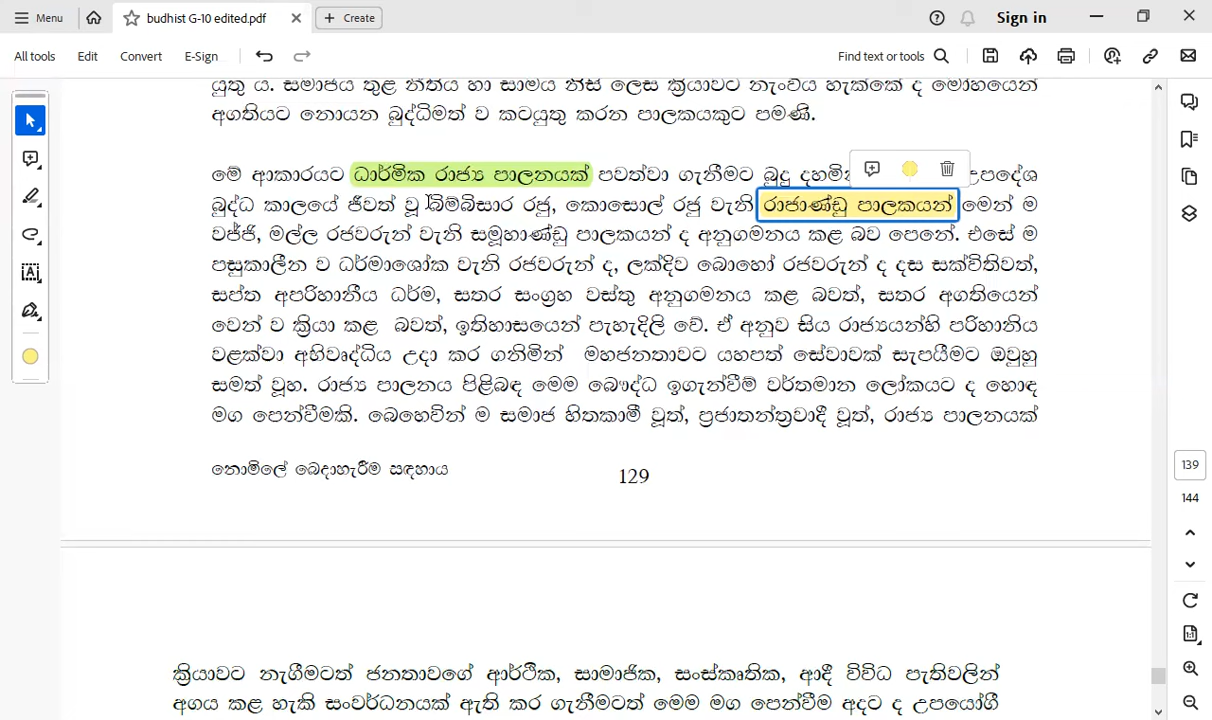 Menu
budhist G-10 edited.pdf
Create
Sign in
All tools
Edit
Convert
E-Sign
Find text or tools
යුතු ය. සමාජය තුළ නීතිය හා සාමය නිසි ලෙස ක්‍රියාවට නැංවිය හැක්කේ ද මෝහයෙන්
අගතියට නොයන බුද්ධිමත් ව කටයුතු කරන පාලකයකුට පමණි.
මේ ආකාරයට ධාර්මික රාජ්‍ය පාලනයක් පවත්වා ගැනීමට බුදු උපදේශ
බුද්ධ කාලයේ ජීවත් වූ බිම්බිසාර රජු, කොසොල් රජු වැනි රාජාණ්ඩු පාලකයන් මෙන් ම
වජ්ජි, මල්ල රජවරුන් වැනි සමූහාණ්ඩු පාලකයන් ද අනුගමනය කළ බව පෙනේ. එසේ ම
පසුකාලීන ව ධර්මාශෝක වැනි රජවරුන් ද, ලක්දිව බොහෝ රජවරුන් ද දස සක්විතිවත්,
සප්ත අපරිහානීය ධර්ම, සතර සංග්‍රහ වස්තු අනුගමනය කළ බවත්, සතර අගතියෙන්
වෙන් ව ක්‍රියා කළ බවත්, ඉතිහාසයෙන් පැහැදිලි වේ. ඒ අනුව සිය රාජ්‍යයන්හි පරිහානිය
වළක්වා අභිවෘද්ධිය උදා කර ගනිමින් මහජනතාවට යහපත් සේවාවක් සැපයීමට ඔවුහු
සමත් වූහ. රාජ්‍ය පාලනය පිළිබඳ මෙම බෞද්ධ ඉගැන්වීම් වර්තමාන ලෝකයට ද හොඳ
මග පෙන්වීමකි. බෙහෙවින් ම සමාජ හිතකාමී වූත්, ප්‍රජාතන්ත්‍රවාදී වූත්, රාජ්‍ය පාලනයක්
නොමිලේ බෙදාහැරීම සඳහාය
129
139
144
ක්‍රියාවට නැගීමටත් ජනතාවගේ ආර්ථික, සාමාජික, සංස්කෘතික, ආදී විවිධ පැතිවලින්
අගය කළ හැකි සංවර්ධනයක් ඇති කර ගැනීමටත් මෙම මග පෙන්වීම අදට ද උපයෝගී